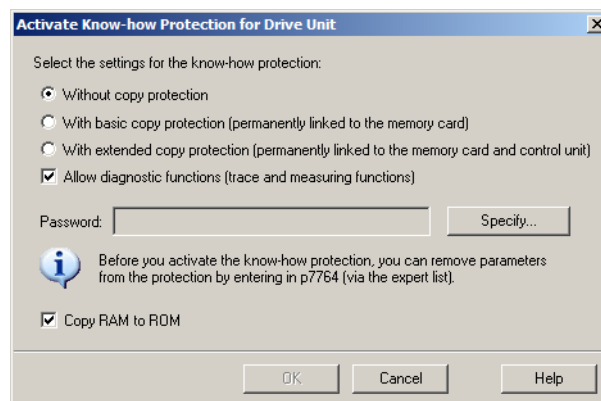 Activate Know-how Protection for Drive Unit
Select the settings for the know-how protection:
Without copy protection
With basic copy protection (permanently linked to the memory card)
With extended copy protection (permanently linked to the memory card and control unit)
Allow diagnostic functions (trace and measuring functions)
Password:
Specify...
Before you activate the know-how protection, you can remove parameters
from the protection by entering in p7764 (via the expert list).
Copy RAM to ROM
OK Cancel Help